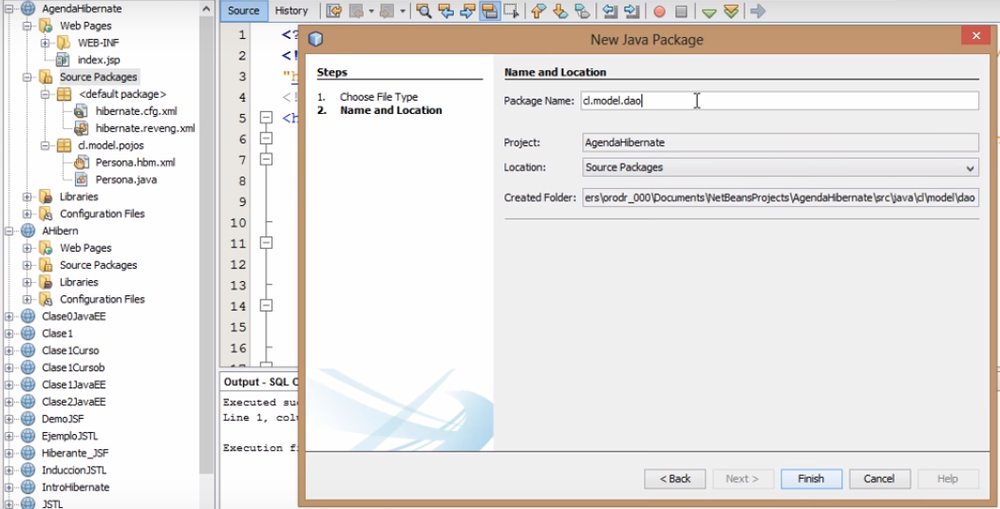 AgendaHibernate
Web Pages
WEB-INF
index.jsp
Source Packages
<default package>
hibernate.cfg.xml
hibernate.reveng.xml
cl.model.pojos
Persona.hbm.xml
Persona.java
Libraries
Configuration Files
AHibern
Web Pages
Source Packages
Libraries
Configuration Files
Clase0JavaEE
Clase1
Clase1Curso
Clase1Cursob
Clase1JavaEE
Clase2JavaEE
DemoJSF
EjemploJSTL
Hiberante_JSF
InduccionJSTL
IntroHibernate
JSTL
Source History
1 <?
2 <!
3 "h
4 <!
5 <h
6
7
8
9
10
11
12
13
14
15
16
Output - SQL C
Executed su
Line 1, colu
Execution f
New Java Package
Steps
1. Choose File Type
2. Name and Location
Name and Location
Package Name: cl.model.dao
Project: AgendaHibernate
Location: Source Packages
Created Folder: ers\prodr_000\Documents\NetBeansProjects\AgendaHibernate\src\java\cl\model\dao
< Back Next > Finish Cancel Help